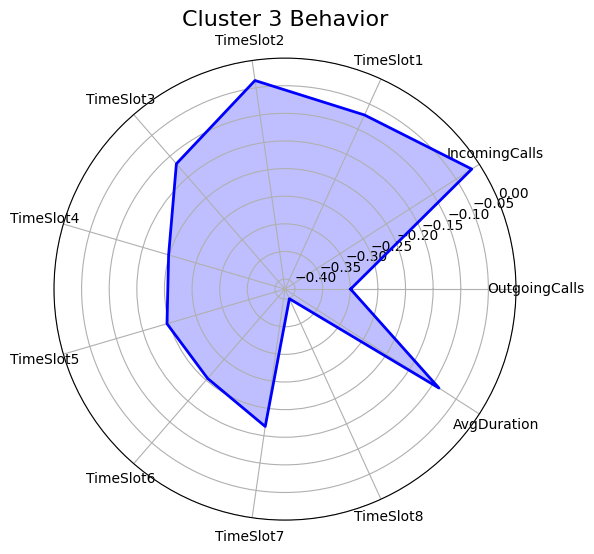 Cluster 3 Behavior
TimeSlot2
TimeSlot1
TimeSlot3
IncomingCalls
0.00
−0.05
−0.10
−0.15
−0.20
−0.25
−0.30
−0.35
−0.40
TimeSlot4
OutgoingCalls
TimeSlot5
AvgDuration
TimeSlot6
TimeSlot8
TimeSlot7